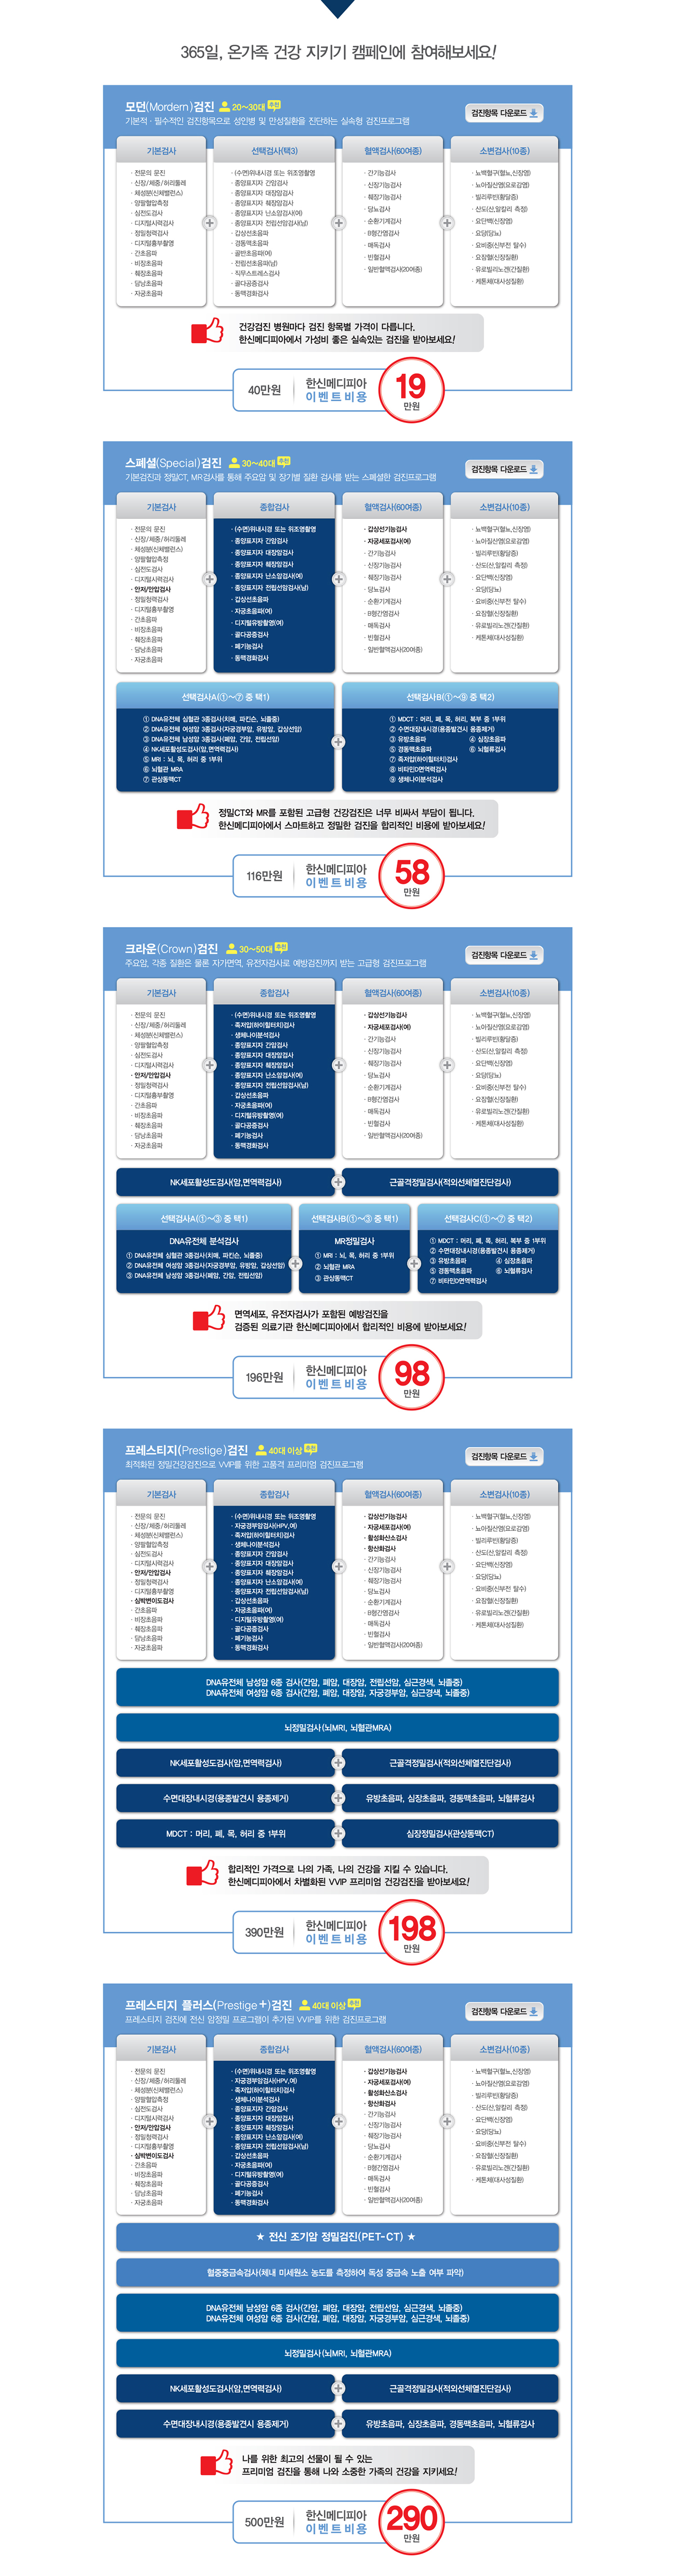 365일, 온가족 건강 지키기 캠페인에 참여해보세요!
모던(Mordern)검진 20~30대 추천
검진항목 다운로드
기본적 · 필수적인 검진항목으로 성인병 및 만성질환을 진단하는 실속형 검진프로그램
기본검사
· 전문의 문진
· 신장/체중/허리둘레
· 체성분(신체밸런스)
· 양팔혈압측정
· 심전도검사
· 디지털시력검사
· 정밀청력검사
· 디지털흉부촬영
· 간초음파
· 비장초음파
· 췌장초음파
· 담낭초음파
· 자궁초음파
선택검사(택3)
· (수면)위내시경 또는 위조영촬영
· 종양표지자 간암검사
· 종양표지자 대장암검사
· 종양표지자 췌장암검사
· 종양표지자 난소암검사(여)
· 종양표지자 전립선암검사(남)
· 갑상선초음파
· 경동맥초음파
· 골반초음파(여)
· 전립선초음파(남)
· 직무스트레스검사
· 골다공증검사
· 동맥경화검사
혈액검사(60여종)
· 간기능검사
· 신장기능검사
· 췌장기능검사
· 당뇨검사
· 순환기계검사
· B형간염검사
· 매독검사
· 빈혈검사
· 일반혈액검사(20여종)
소변검사(10종)
· 뇨백혈구(혈뇨,신장염)
· 뇨아질산염(요로감염)
· 빌리루빈(황달증)
· 산도(산,알칼리 측정)
· 요단백(신장염)
· 요당(당뇨)
· 요비중(신부전 탈수)
· 요잠혈(신장질환)
· 유로빌리노겐(간질환)
· 케톤체(대사성질환)
건강검진 병원마다 검진 항목별 가격이 다릅니다.
한신메디피아에서 가성비 좋은 실속있는 검진을 받아보세요!
40만원
한신메디피아
이벤트비용
19
만원
스페셜(Special)검진 30~40대 추천
검진항목 다운로드
기본검진과 정밀CT, MR검사를 통해 주요암 및 장기별 질환 검사를 받는 스페셜한 검진프로그램
기본검사
· 전문의 문진
· 신장/체중/허리둘레
· 체성분(신체밸런스)
· 양팔혈압측정
· 심전도검사
· 디지털시력검사
· 안저/안압검사
· 정밀청력검사
· 디지털흉부촬영
· 간초음파
· 비장초음파
· 췌장초음파
· 담낭초음파
· 자궁초음파
종합검사
· (수면)위내시경 또는 위조영촬영
· 종양표지자 간암검사
· 종양표지자 대장암검사
· 종양표지자 췌장암검사
· 종양표지자 난소암검사(여)
· 종양표지자 전립선암검사(남)
· 갑상선초음파
· 자궁초음파(여)
· 디지털유방촬영(여)
· 골다공증검사
· 폐기능검사
· 동맥경화검사
혈액검사(60여종)
· 갑상선기능검사
· 자궁세포검사(여)
· 간기능검사
· 신장기능검사
· 췌장기능검사
· 당뇨검사
· 순환기계검사
· B형간염검사
· 매독검사
· 빈혈검사
· 일반혈액검사(20여종)
소변검사(10종)
· 뇨백혈구(혈뇨,신장염)
· 뇨아질산염(요로감염)
· 빌리루빈(황달증)
· 산도(산,알칼리 측정)
· 요단백(신장염)
· 요당(당뇨)
· 요비중(신부전 탈수)
· 요잠혈(신장질환)
· 유로빌리노겐(간질환)
· 케톤체(대사성질환)
선택검사A(①~⑦ 중 택1)
① DNA유전체 심혈관 3종검사(치매, 파킨슨, 뇌졸중)
② DNA유전체 여성암 3종검사(자궁경부암, 유방암, 갑상선암)
③ DNA유전체 남성암 3종검사(폐암, 간암, 전립선암)
④ NK세포활성도검사(암,면역력검사)
⑤ MRI : 뇌, 목, 허리 중 1부위
⑥ 뇌혈관 MRA
⑦ 관상동맥CT
선택검사B(①~⑨ 중 택2)
① MDCT : 머리, 폐, 목, 허리, 복부 중 1부위
② 수면대장내시경(용종발견시 용종제거)
③ 유방초음파 ④ 심장초음파
⑤ 경동맥초음파 ⑥ 뇌혈류검사
⑦ 족저압(하이힐터치)검사
⑧ 비타민D면역력검사
⑨ 생체나이분석검사
정밀CT와 MR를 포함된 고급형 건강검진은 너무 비싸서 부담이 됩니다.
한신메디피아에서 스마트하고 정밀한 검진을 합리적인 비용에 받아보세요!
116만원
한신메디피아
이벤트비용
58
만원
크라운(Crown)검진 30~50대 추천
검진항목 다운로드
주요암, 각종 질환은 물론 자가면역, 유전자검사로 예방검진까지 받는 고급형 검진프로그램
기본검사
· 전문의 문진
· 신장/체중/허리둘레
· 체성분(신체밸런스)
· 양팔혈압측정
· 심전도검사
· 디지털시력검사
· 안저/안압검사
· 정밀청력검사
· 디지털흉부촬영
· 간초음파
· 비장초음파
· 췌장초음파
· 담낭초음파
· 자궁초음파
종합검사
· (수면)위내시경 또는 위조영촬영
· 족저압(하이힐터치)검사
· 생체나이분석검사
· 종양표지자 간암검사
· 종양표지자 대장암검사
· 종양표지자 췌장암검사
· 종양표지자 난소암검사(여)
· 종양표지자 전립선암검사(남)
· 갑상선초음파
· 자궁초음파(여)
· 디지털유방촬영(여)
· 골다공증검사
· 폐기능검사
· 동맥경화검사
혈액검사(60여종)
· 갑상선기능검사
· 자궁세포검사(여)
· 간기능검사
· 신장기능검사
· 췌장기능검사
· 당뇨검사
· 순환기계검사
· B형간염검사
· 매독검사
· 빈혈검사
· 일반혈액검사(20여종)
소변검사(10종)
· 뇨백혈구(혈뇨,신장염)
· 뇨아질산염(요로감염)
· 빌리루빈(황달증)
· 산도(산,알칼리 측정)
· 요단백(신장염)
· 요당(당뇨)
· 요비중(신부전 탈수)
· 요잠혈(신장질환)
· 유로빌리노겐(간질환)
· 케톤체(대사성질환)
NK세포활성도검사(암,면역력검사)
근골격정밀검사(적외선체열진단검사)
선택검사A(①~③ 중 택1)
DNA유전체 분석검사
① DNA유전체 심혈관 3종검사(치매, 파킨슨, 뇌졸중)
② DNA유전체 여성암 3종검사(자궁경부암, 유방암, 갑상선암)
③ DNA유전체 남성암 3종검사(폐암, 간암, 전립선암)
선택검사B(①~③ 중 택1)
MR정밀검사
① MRI : 뇌, 목, 허리 중 1부위
② 뇌혈관 MRA
③ 관상동맥CT
선택검사C(①~⑦ 중 택2)
① MDCT : 머리, 폐, 목, 허리, 복부 중 1부위
② 수면대장내시경(용종발견시 용종제거)
③ 유방초음파 ④ 심장초음파
⑤ 경동맥초음파 ⑥ 뇌혈류검사
⑦ 비타민D면역력검사
면역세포, 유전자검사가 포함된 예방검진을
검증된 의료기관 한신메디피아에서 합리적인 비용에 받아보세요!
196만원
한신메디피아
이벤트비용
98
만원
프레스티지(Prestige)검진 40대 이상 추천
검진항목 다운로드
최적화된 정밀건강검진으로 VVIP를 위한 고품격 프리미엄 검진프로그램
기본검사
· 전문의 문진
· 신장/체중/허리둘레
· 체성분(신체밸런스)
· 양팔혈압측정
· 심전도검사
· 디지털시력검사
· 안저/안압검사
· 정밀청력검사
· 디지털흉부촬영
· 심박변이도검사
· 간초음파
· 비장초음파
· 췌장초음파
· 담낭초음파
· 자궁초음파
종합검사
· (수면)위내시경 또는 위조영촬영
· 자궁경부암검사(HPV,여)
· 족저압(하이힐터치)검사
· 생체나이분석검사
· 종양표지자 간암검사
· 종양표지자 대장암검사
· 종양표지자 췌장암검사
· 종양표지자 난소암검사(여)
· 종양표지자 전립선암검사(남)
· 갑상선초음파
· 자궁초음파(여)
· 디지털유방촬영(여)
· 골다공증검사
· 폐기능검사
· 동맥경화검사
혈액검사(60여종)
· 갑상선기능검사
· 자궁세포검사(여)
· 활성화산소검사
· 항산화검사
· 간기능검사
· 신장기능검사
· 췌장기능검사
· 당뇨검사
· 순환기계검사
· B형간염검사
· 매독검사
· 빈혈검사
· 일반혈액검사(20여종)
소변검사(10종)
· 뇨백혈구(혈뇨,신장염)
· 뇨아질산염(요로감염)
· 빌리루빈(황달증)
· 산도(산,알칼리 측정)
· 요단백(신장염)
· 요당(당뇨)
· 요비중(신부전 탈수)
· 요잠혈(신장질환)
· 유로빌리노겐(간질환)
· 케톤체(대사성질환)
DNA유전체 남성암 6종 검사(간암, 폐암, 대장암, 전립선암, 심근경색, 뇌졸중)
DNA유전체 여성암 6종 검사(간암, 폐암, 대장암, 자궁경부암, 심근경색, 뇌졸중)
뇌정밀검사(뇌MRI, 뇌혈관MRA)
NK세포활성도검사(암,면역력검사)
근골격정밀검사(적외선체열진단검사)
수면대장내시경(용종발견시 용종제거)
유방초음파, 심장초음파, 경동맥초음파, 뇌혈류검사
MDCT : 머리, 폐, 목, 허리 중 1부위
심장정밀검사(관상동맥CT)
합리적인 가격으로 나의 가족, 나의 건강을 지킬 수 있습니다.
한신메디피아에서 차별화된 VVIP 프리미엄 건강검진을 받아보세요!
390만원
한신메디피아
이벤트비용
198
만원
프레스티지 플러스(Prestige+)검진 40대 이상 추천
검진항목 다운로드
프레스티지 검진에 전신 암정밀 프로그램이 추가된 VVIP를 위한 검진프로그램
기본검사
· 전문의 문진
· 신장/체중/허리둘레
· 체성분(신체밸런스)
· 양팔혈압측정
· 심전도검사
· 디지털시력검사
· 안저/안압검사
· 정밀청력검사
· 디지털흉부촬영
· 심박변이도검사
· 간초음파
· 비장초음파
· 췌장초음파
· 담낭초음파
· 자궁초음파
종합검사
· (수면)위내시경 또는 위조영촬영
· 자궁경부암검사(HPV,여)
· 족저압(하이힐터치)검사
· 생체나이분석검사
· 종양표지자 간암검사
· 종양표지자 대장암검사
· 종양표지자 췌장암검사
· 종양표지자 난소암검사(여)
· 종양표지자 전립선암검사(남)
· 갑상선초음파
· 자궁초음파(여)
· 디지털유방촬영(여)
· 골다공증검사
· 폐기능검사
· 동맥경화검사
혈액검사(60여종)
· 갑상선기능검사
· 자궁세포검사(여)
· 활성화산소검사
· 항산화검사
· 간기능검사
· 신장기능검사
· 췌장기능검사
· 당뇨검사
· 순환기계검사
· B형간염검사
· 매독검사
· 빈혈검사
· 일반혈액검사(20여종)
소변검사(10종)
· 뇨백혈구(혈뇨,신장염)
· 뇨아질산염(요로감염)
· 빌리루빈(황달증)
· 산도(산,알칼리 측정)
· 요단백(신장염)
· 요당(당뇨)
· 요비중(신부전 탈수)
· 요잠혈(신장질환)
· 유로빌리노겐(간질환)
· 케톤체(대사성질환)
★ 전신 조기암 정밀검진(PET-CT) ★
혈중중금속검사(체내 미세원소 농도를 측정하여 독성 중금속 노출 여부 파악)
DNA유전체 남성암 6종 검사(간암, 폐암, 대장암, 전립선암, 심근경색, 뇌졸중)
DNA유전체 여성암 6종 검사(간암, 폐암, 대장암, 자궁경부암, 심근경색, 뇌졸중)
뇌정밀검사(뇌MRI, 뇌혈관MRA)
NK세포활성도검사(암,면역력검사)
근골격정밀검사(적외선체열진단검사)
수면대장내시경(용종발견시 용종제거)
유방초음파, 심장초음파, 경동맥초음파, 뇌혈류검사
나를 위한 최고의 선물이 될 수 있는
프리미엄 검진을 통해 나와 소중한 가족의 건강을 지키세요!
500만원
한신메디피아
이벤트비용
290
만원